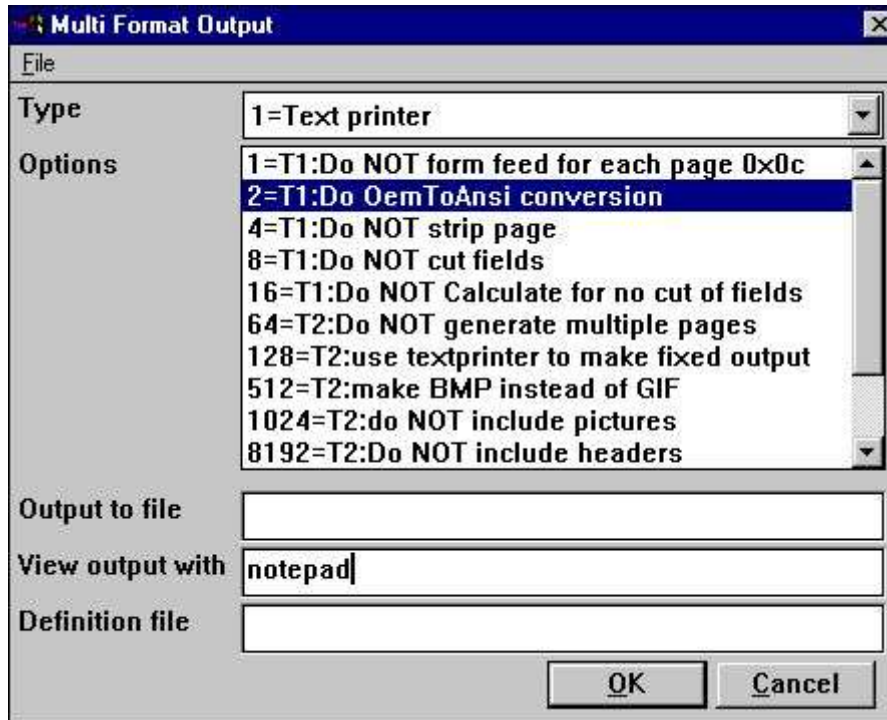 Multi Format Output
File
Type
1=Text printer
Options
1=T1:Do NOT form feed for each page 0x0c
2=T1:Do OemToAnsi conversion
4=T1:Do NOT strip page
8=T1:Do NOT cut fields
16=T1:Do NOT Calculate for no cut of fields
64=T2:Do NOT generate multiple pages
128=T2:use textprinter to make fixed output
512=T2:make BMP instead of GIF
1024=T2:do NOT include pictures
8192=T2:Do NOT include headers
Output to file
View output with notepad
Definition file
OK Cancel